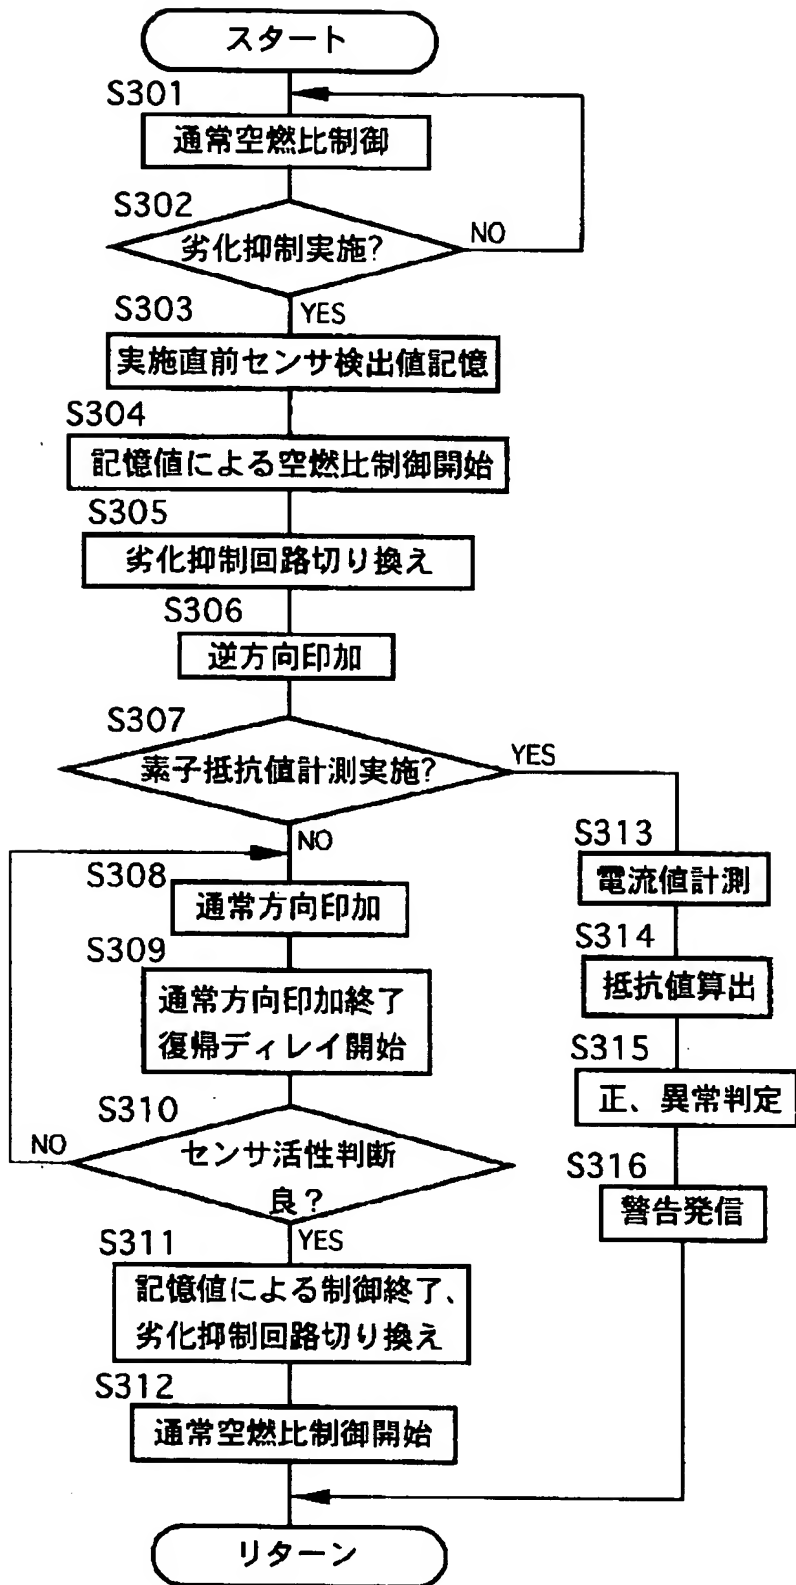 スタート
S301
通常空燃比制御
S302
劣化抑制実施?
NO
YES
S303
実施直前センサ検出値記憶
S304
記憶値による空燃比制御開始
S305
劣化抑制回路切り換え
S306
逆方向印加
S307
素子抵抗値計測実施?
YES
NO
S308
通常方向印加
S309
通常方向印加終了
復帰ディレイ開始
S310
センサ活性判断
良?
NO
YES
S311
記憶値による制御終了、
劣化抑制回路切り換え
S312
通常空燃比制御開始
S313
電流値計測
S314
抵抗値算出
S315
正、異常判定
S316
警告発信
リターン